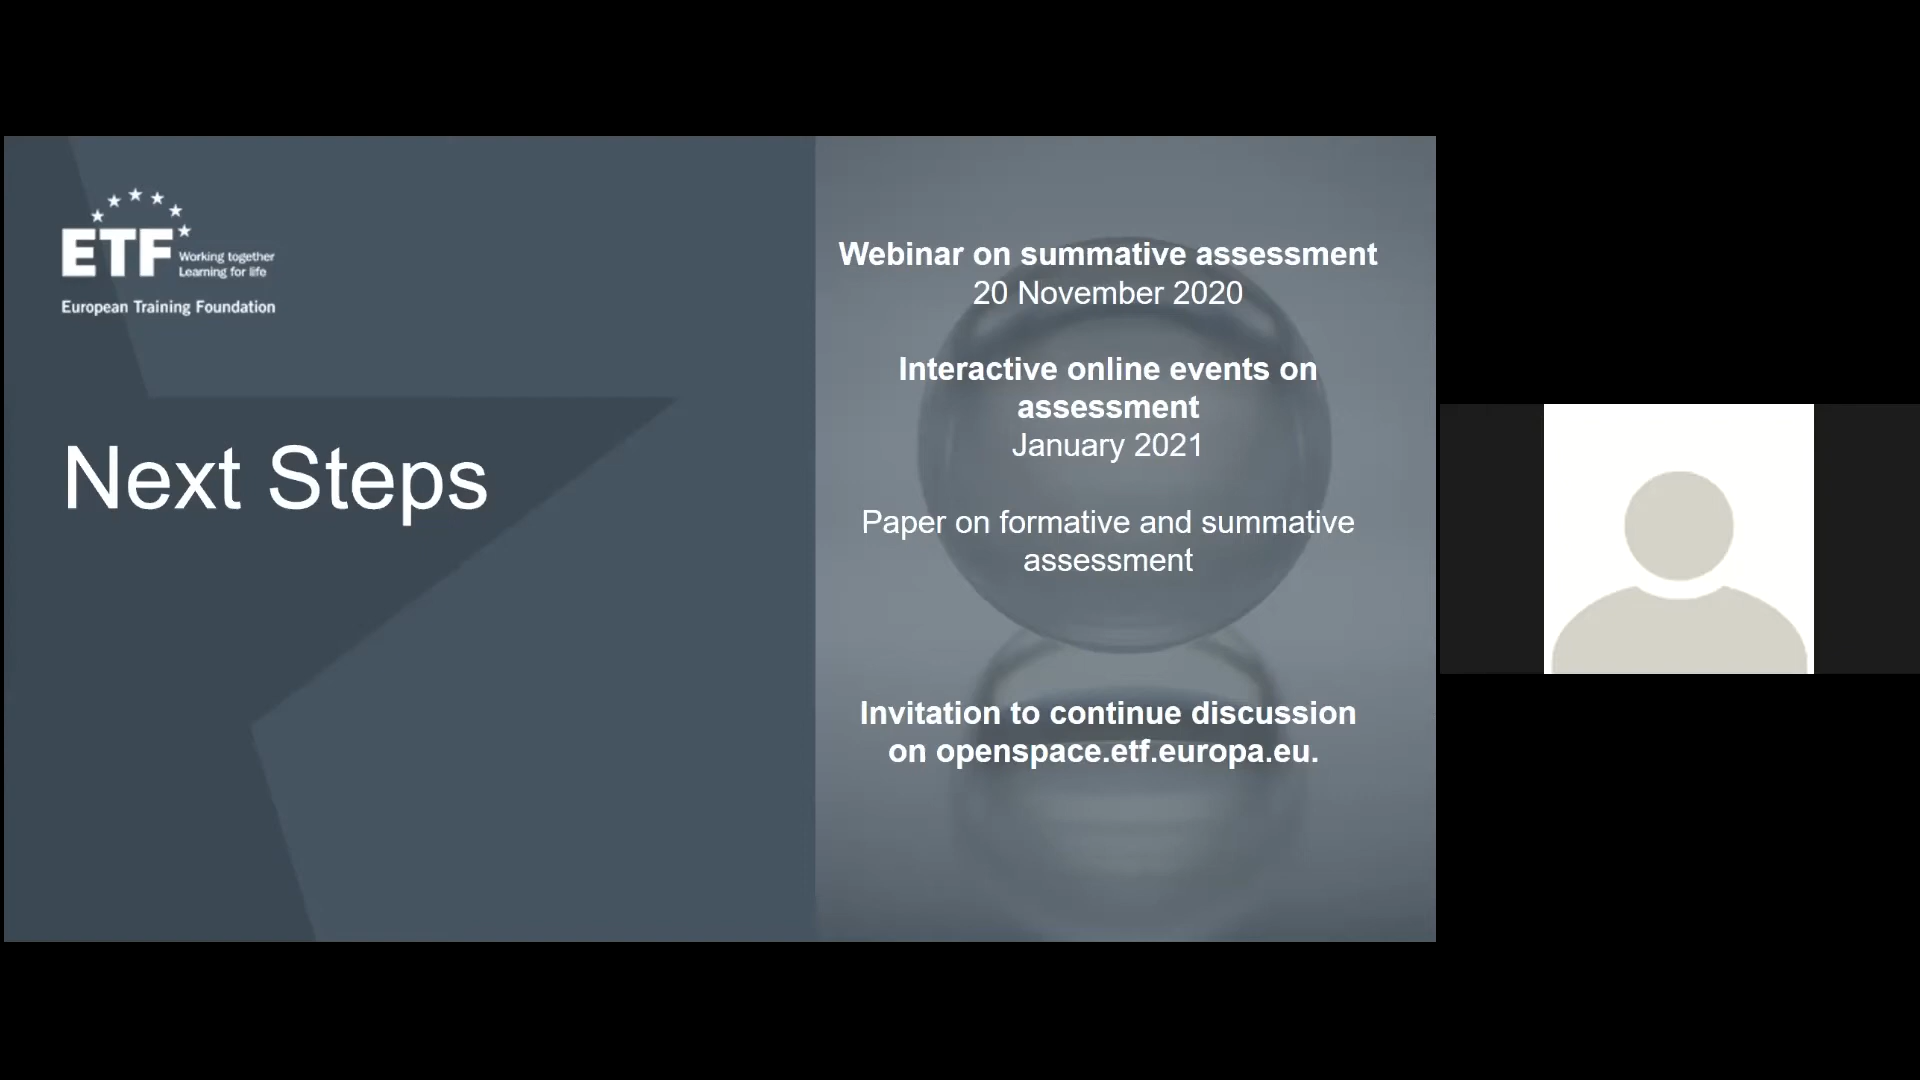 ETF
Working together
Learning for life
European Training Foundation
Next Steps
Webinar on summative assessment
20 November 2020
Interactive online events on
assessment
January 2021
Paper on formative and summative
assessment
Invitation to continue discussion
on openspace.etf.europa.eu.